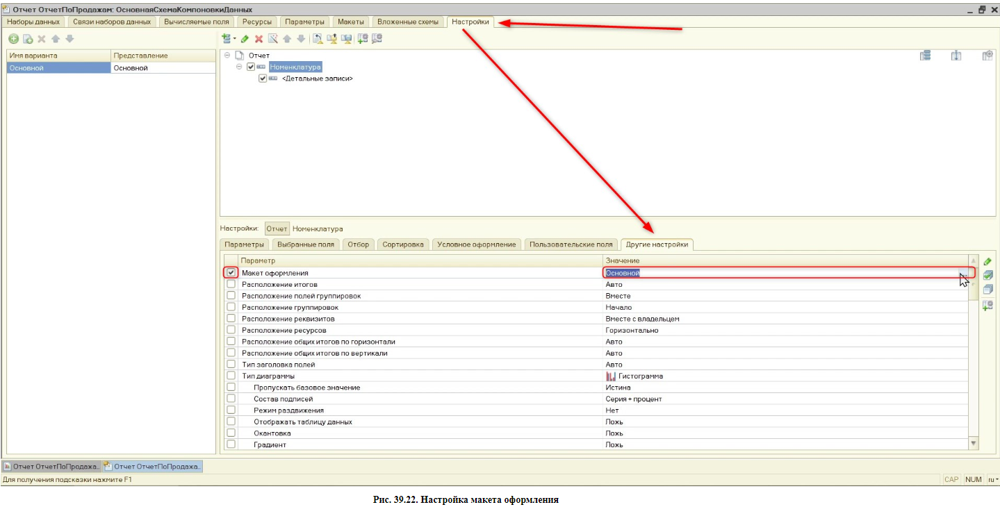 Отчет ОтчетПоПродажам: ОсновнаяСхемаКомпоновкиДанных
Наборы данных Связи наборов данных Вычисляемые поля Ресурсы Параметры Макеты Вложенные схемы Настройки
Имя варианта Представление
Основной Основной
Отчет
Номенклатура
<Детальные записи>
Настройки: Отчет Номенклатура
Параметры Выбранные поля Отбор Сортировка Условное оформление Пользовательские поля Другие настройки
Параметр Значение
Макет оформления Основной ...
Расположение итогов Авто
Расположение полей группировок Вместе
Расположение группировок Начало
Расположение реквизитов Вместе с владельцем
Расположение ресурсов Горизонтально
Расположение общих итогов по горизонтали Авто
Расположение общих итогов по вертикали Авто
Тип заголовка полей Авто
Тип диаграммы Гистограмма
Пропускать базовое значение Истина
Состав подписей Серия + процент
Режим раздвижения Нет
Отображать таблицу данных Ложь
Окантовка Ложь
Градиент Ложь
Отчет ОтчетПоПродажа... Отчет ОтчетПоПродажа...
Для получения подсказки нажмите F1 CAP NUM ru
Рис. 39.22. Настройка макета оформления